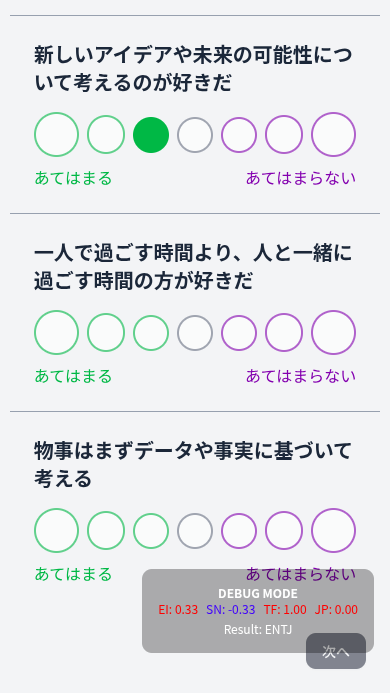 新しいアイデアや未来の可能性につ
いて考えるのが好きだ
あてはまる あてはまらない
一人で過ごす時間より、人と一緒に
過ごす時間の方が好きだ
あてはまる あてはまらない
物事はまずデータや事実に基づいて
考える
あてはまる あてはまらない
DEBUG MODE
EI: 0.33 SN: -0.33 TF: 1.00 JP: 0.00
Result: ENTJ
次へ